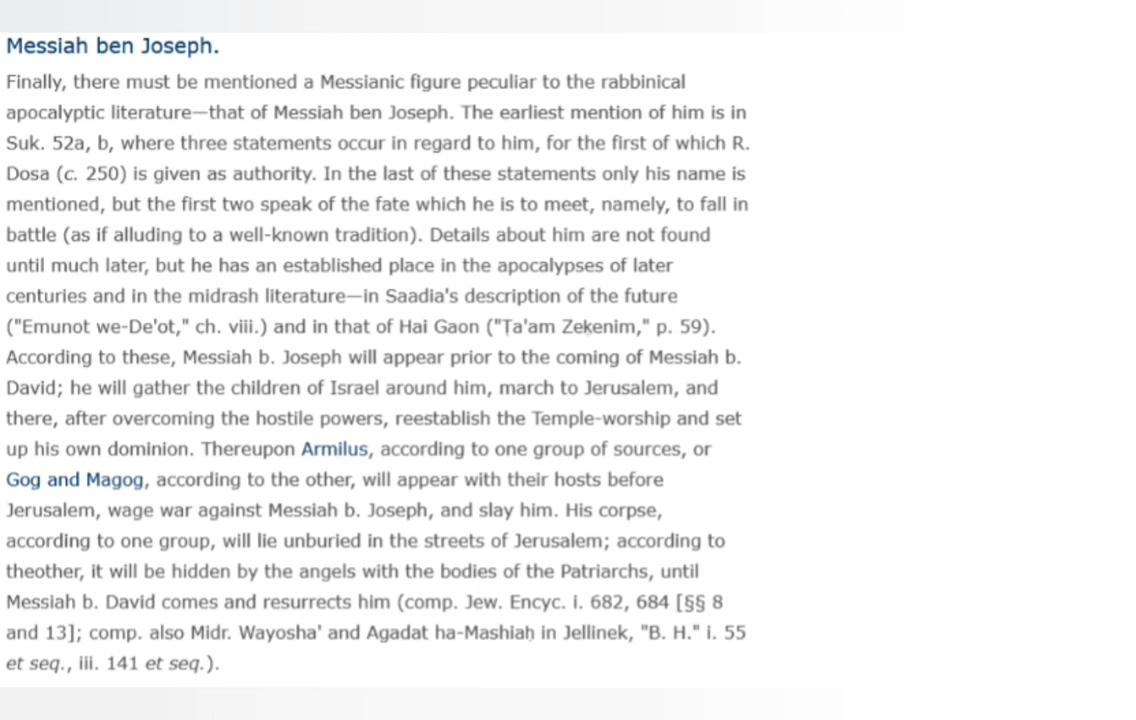 Messiah ben Joseph.
Finally, there must be mentioned a Messianic figure peculiar to the rabbinical
apocalyptic literature—that of Messiah ben Joseph. The earliest mention of him is in
Suk. 52a, b, where three statements occur in regard to him, for the first of which R.
Dosa (c. 250) is given as authority. In the last of these statements only his name is
mentioned, but the first two speak of the fate which he is to meet, namely, to fall in
battle (as if alluding to a well-known tradition). Details about him are not found
until much later, but he has an established place in the apocalypses of later
centuries and in the midrash literature—in Saadia's description of the future
("Emunot we-De'ot," ch. viii.) and in that of Hai Gaon ("Ṭa'am Zeḳenim," p. 59).
According to these, Messiah b. Joseph will appear prior to the coming of Messiah b.
David; he will gather the children of Israel around him, march to Jerusalem, and
there, after overcoming the hostile powers, reestablish the Temple-worship and set
up his own dominion. Thereupon Armilus, according to one group of sources, or
Gog and Magog, according to the other, will appear with their hosts before
Jerusalem, wage war against Messiah b. Joseph, and slay him. His corpse,
according to one group, will lie unburied in the streets of Jerusalem; according to
theother, it will be hidden by the angels with the bodies of the Patriarchs, until
Messiah b. David comes and resurrects him (comp. Jew. Encyc. i. 682, 684 [§§ 8
and 13]; comp. also Midr. Wayosha' and Agadat ha-Mashiaḥ in Jellinek, "B. H." i. 55
et seq., iii. 141 et seq.).